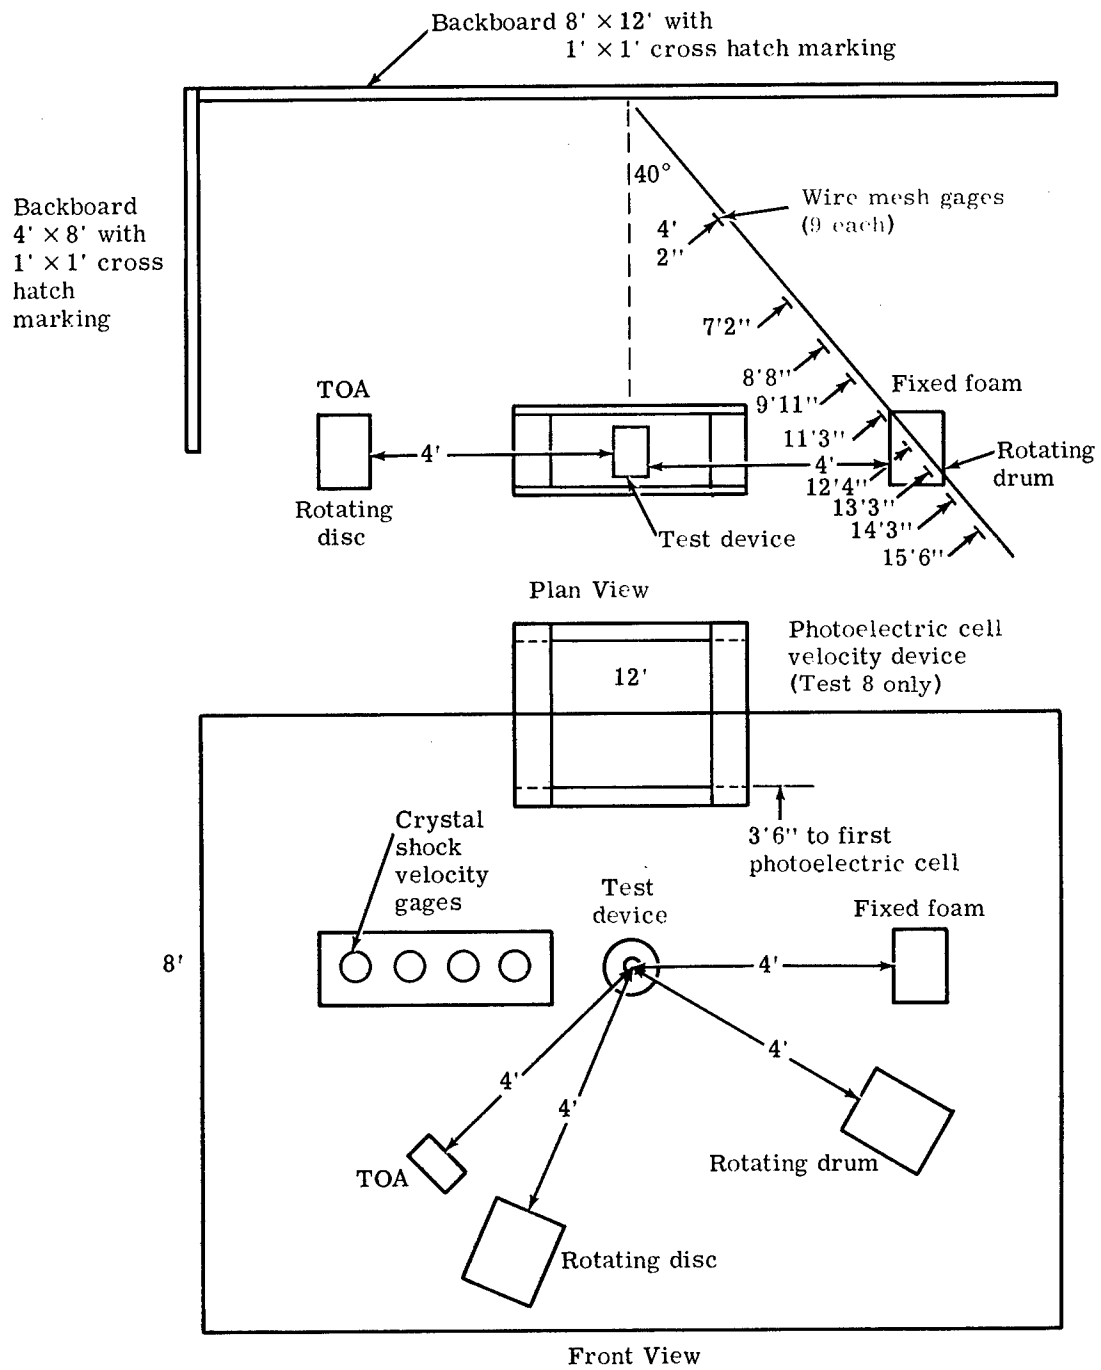 Backboard 8' × 12' with
1' × 1' cross hatch marking
40°
Wire mesh gages
(9 each)
Backboard
4' × 8' with
1' × 1' cross
hatch
marking
4'
2''
7'2''
8'8''
9'11''
11'3''
12'4''
13'3''
14'3''
15'6''
TOA
Fixed foam
4'
4'
Rotating
drum
Rotating
disc
Test device
Plan View
Photoelectric cell
velocity device
(Test 8 only)
12'
3'6'' to first
photoelectric cell
Crystal
shock
velocity
gages
Test
device
Fixed foam
8'
4'
4'
4'
4'
TOA
Rotating drum
Rotating disc
Front View